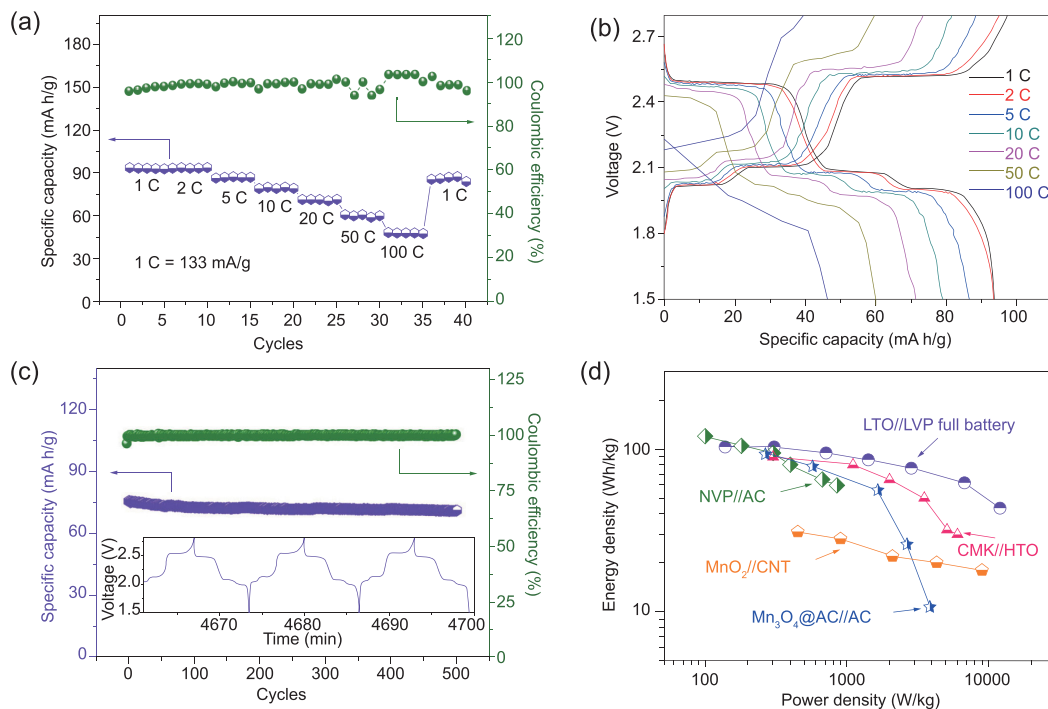 (a)
Specific capacity (mA h/g)
180
150
120
90
60
30
0
1 C
2 C
5 C
10 C
20 C
50 C
100 C
1 C
1 C = 133 mA/g
0
5
10
15
20
25
30
35
40
Cycles
120
100
80
60
40
20
0
Coulombic efficiency (%)
(b)
Voltage (V)
2.7
2.4
2.1
1.8
1.5
1 C
2 C
5 C
10 C
20 C
50 C
100 C
0
20
40
60
80
100
Specific capacity (mA h/g)
(c)
Specific capacity (mA h/g)
120
90
60
30
0
Voltage (V)
2.5
2.0
1.5
4670
4680
4690
4700
Time (min)
0
100
200
300
400
500
Cycles
125
100
75
50
25
0
Coulombic efficiency (%)
(d)
Energy density (Wh/kg)
100
10
LTO//LVP full battery
NVP//AC
CMK//HTO
MnO₂//CNT
Mn₃O₄@AC//AC
100
1000
10000
Power density (W/kg)